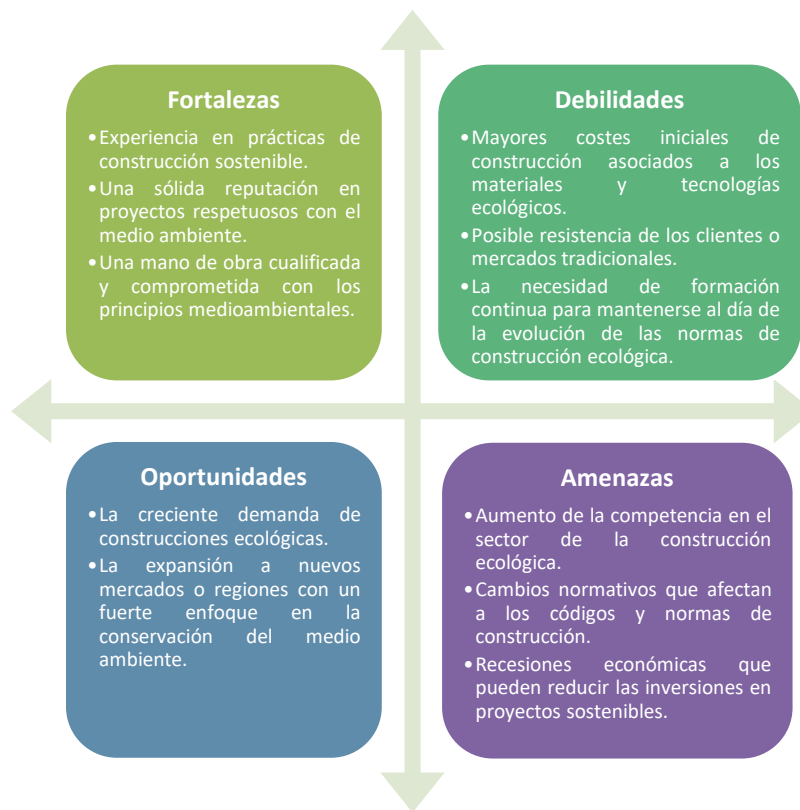 Fortalezas
•Experiencia en prácticas de
construcción sostenible.
•Una sólida reputación en
proyectos respetuosos con el
medio ambiente.
•Una mano de obra cualificada
y comprometida con los
principios medioambientales.
Debilidades
•Mayores costes iniciales de
construcción asociados a los
materiales y tecnologías
ecológicos.
•Posible resistencia de los clientes o
mercados tradicionales.
•La necesidad de formación
continua para mantenerse al día de
la evolución de las normas de
construcción ecológica.
Oportunidades
•La creciente demanda de
construcciones ecológicas.
•La expansión a nuevos
mercados o regiones con un
fuerte enfoque en la
conservación del medio
ambiente.
Amenazas
•Aumento de la competencia en el
sector de la construcción
ecológica.
•Cambios normativos que afectan
a los códigos y normas de
construcción.
•Recesiones económicas que
pueden reducir las inversiones en
proyectos sostenibles.